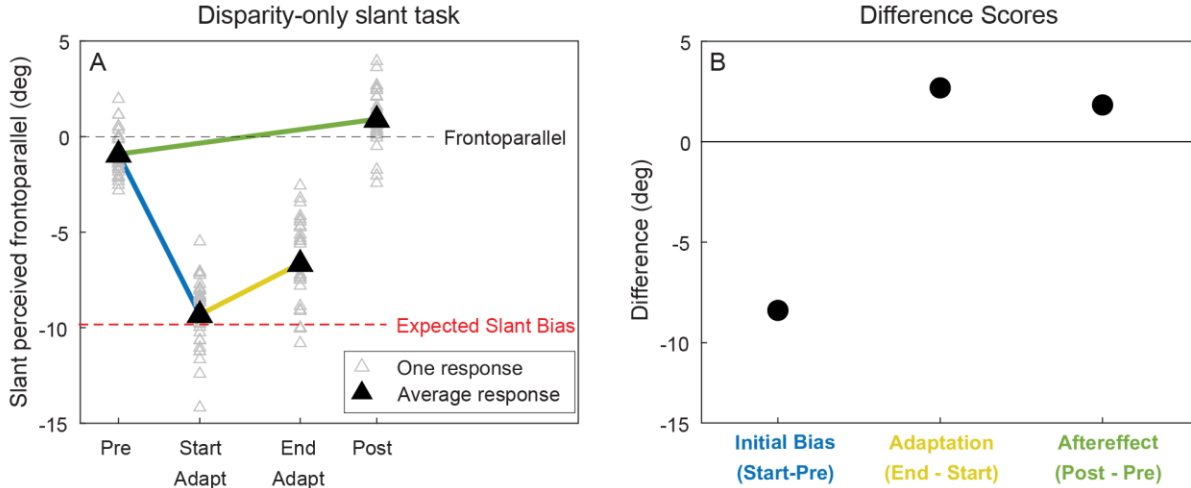 Disparity-only slant task
A
Slant perceived frontoparallel (deg)
5
0
-5
-10
-15
Frontoparallel
Expected Slant Bias
One response
Average response
Pre
Start
Adapt
End
Adapt
Post
Difference Scores
B
Difference (deg)
5
0
-5
-10
-15
Initial Bias
(Start-Pre)
Adaptation
(End - Start)
Aftereffect
(Post - Pre)